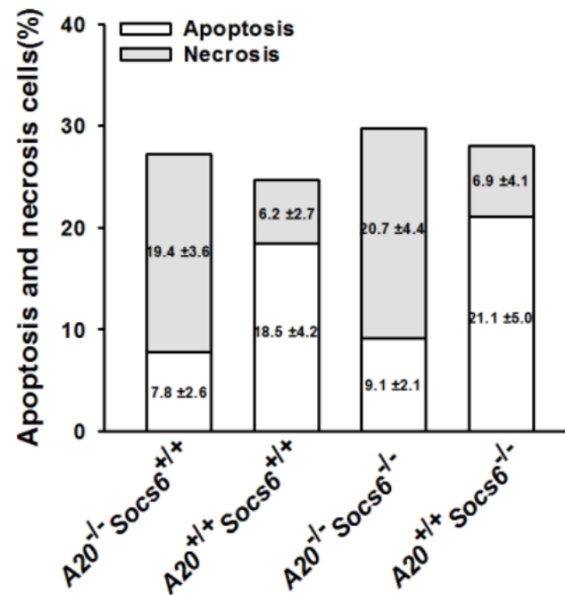 Apoptosis and necrosis cells(%)
40
30
20
10
0
Apoptosis
Necrosis
19.4 ±3.6
7.8 ±2.6
6.2 ±2.7
18.5 ±4.2
20.7 ±4.4
9.1 ±2.1
6.9 ±4.1
21.1 ±5.0
A20⁻/⁻ Socs6⁺/⁺
A20⁺/⁺ Socs6⁺/⁺
A20⁻/⁻ Socs6⁻/⁻
A20⁺/⁺ Socs6⁻/⁻